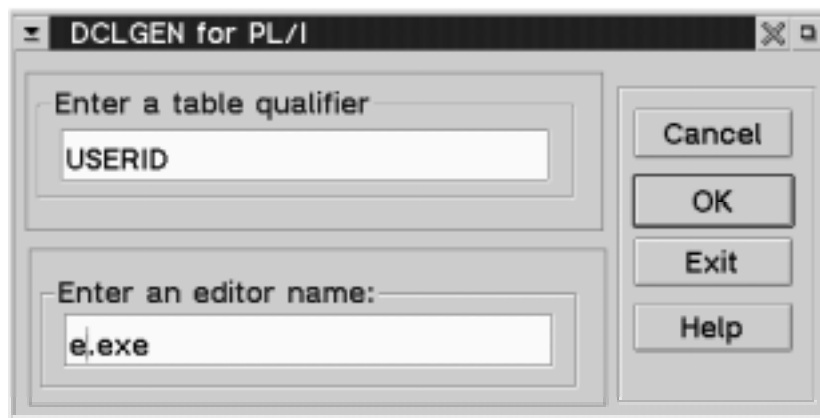 DCLGEN for PL/I
Enter a table qualifier
USERID
Cancel
OK
Exit
Enter an editor name:
e.exe
Help